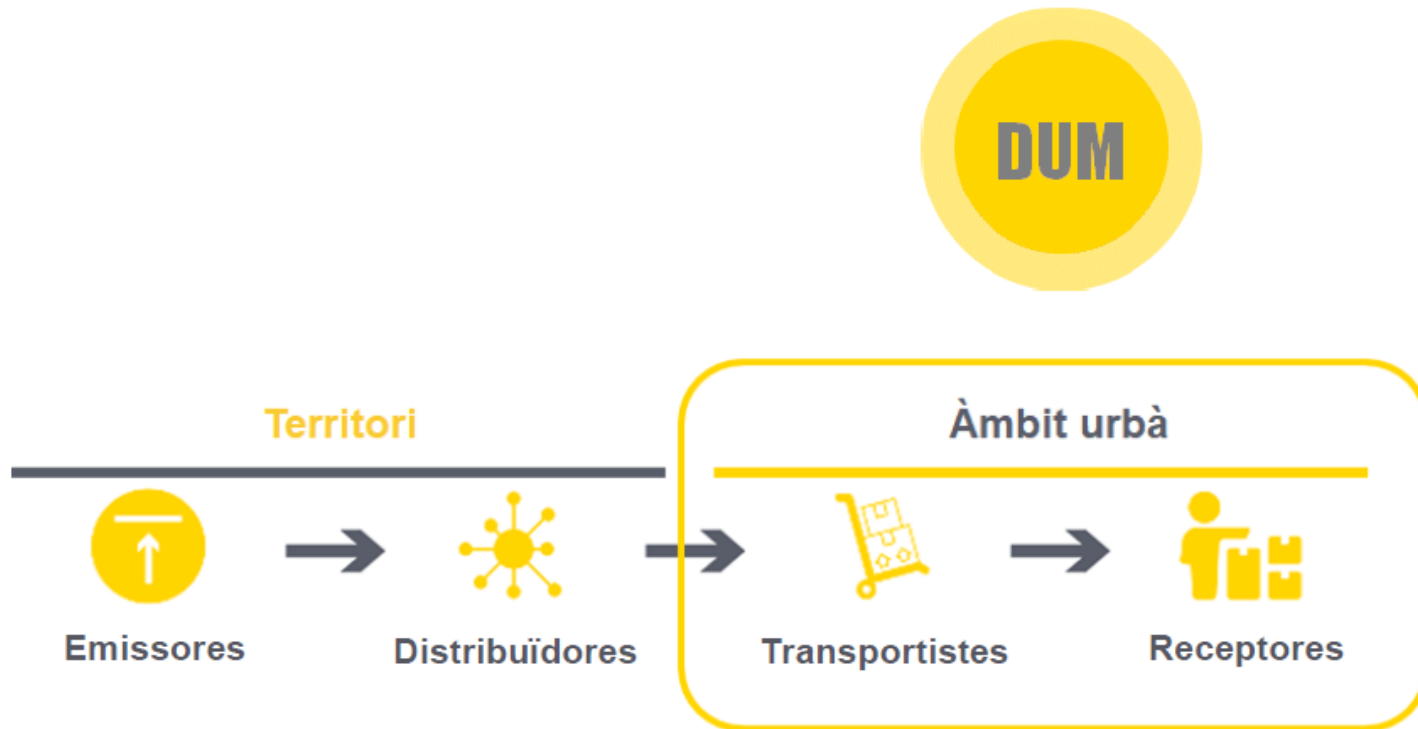 DUM
Territori
Àmbit urbà
Emissores
Distribuïdores
Transportistes
Receptores